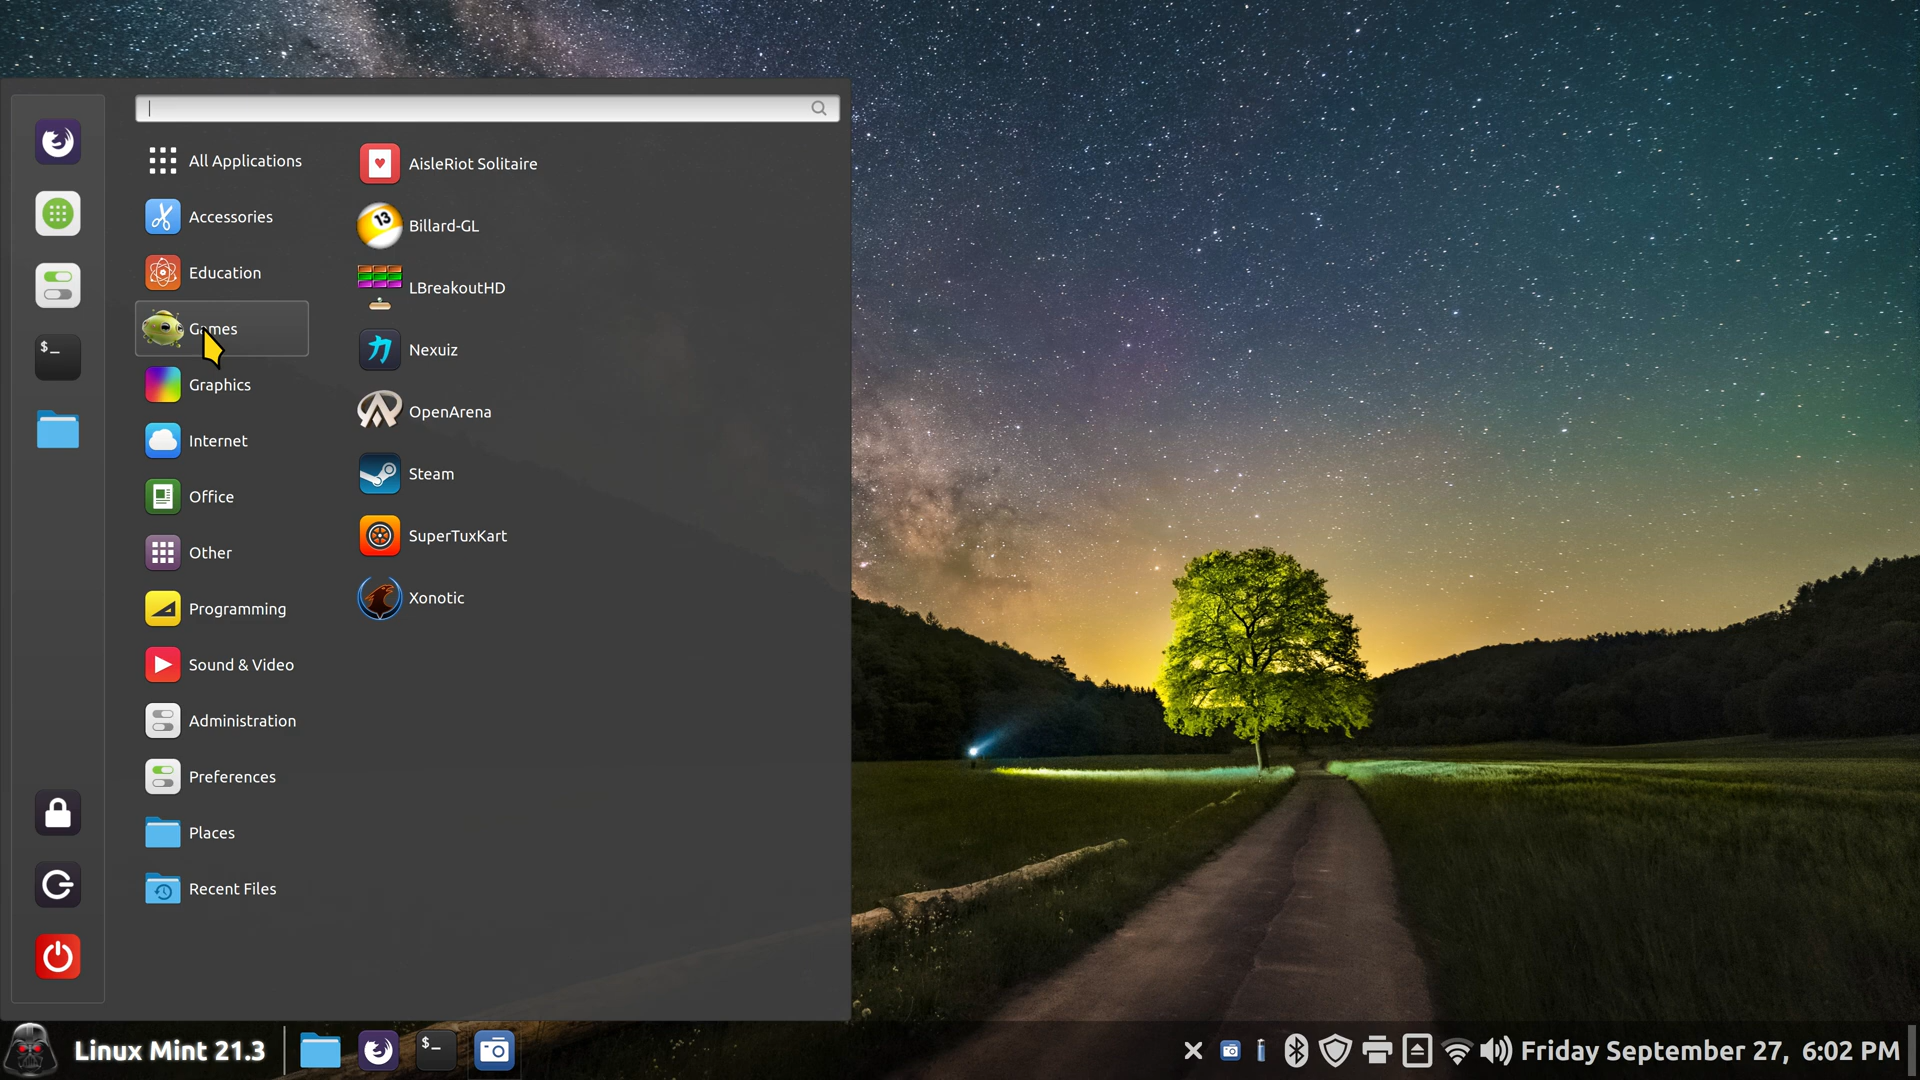 All Applications
Accessories
Education
Games
Graphics
Internet
Office
Other
Programming
Sound & Video
Administration
Preferences
Places
Recent Files
AisleRiot Solitaire
13
Billard-GL
LBreakoutHD
Nexuiz
OpenArena
Steam
SuperTuxKart
Xonotic
$_
Linux Mint 21.3
$_
Friday September 27, 6:02 PM